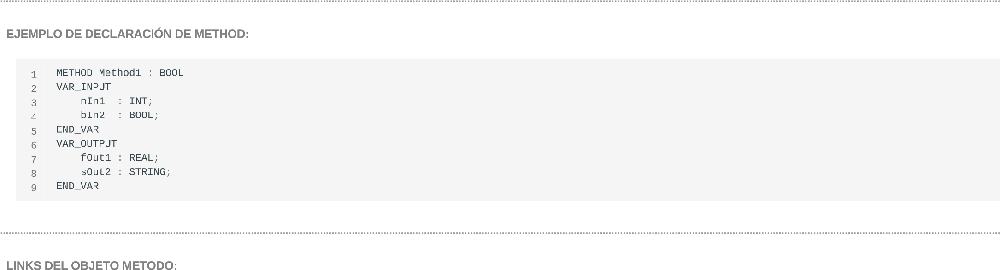 EJEMPLO DE DECLARACIÓN DE METHOD:
1 METHOD Method1 : BOOL
2 VAR_INPUT
3     nIn1  : INT;
4     bIn2  : BOOL;
5 END_VAR
6 VAR_OUTPUT
7     fOut1 : REAL;
8     sOut2 : STRING;
9 END_VAR
LINKS DEL OBJETO METODO: